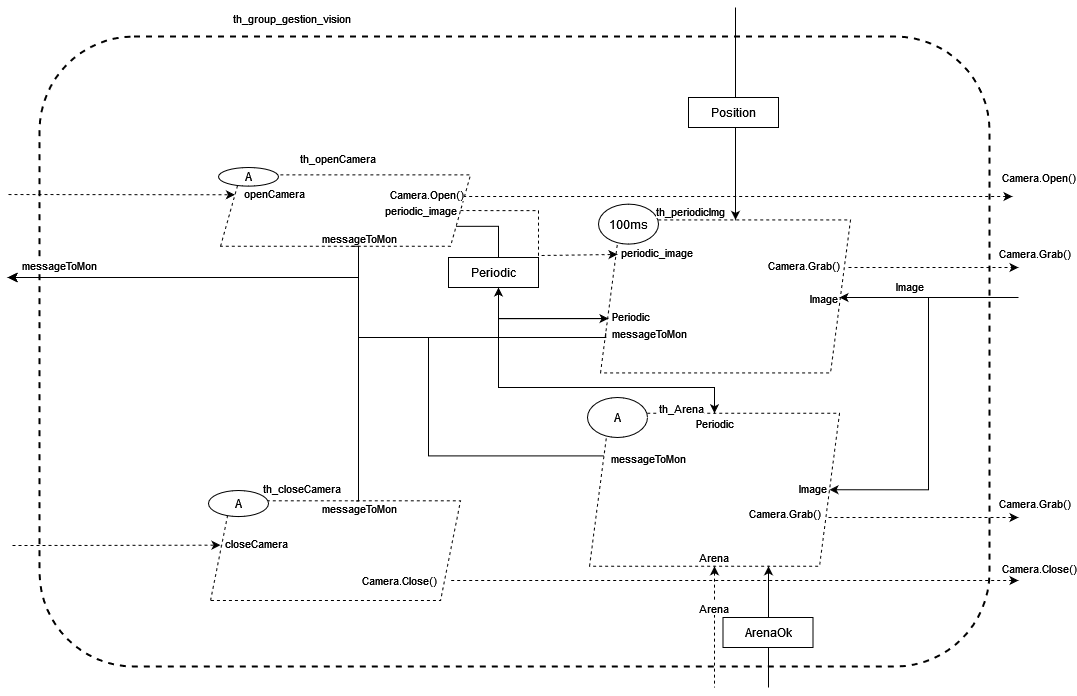 th_group_gestion_vision
Position
th_openCamera
A
openCamera
Camera.Open()
Camera.Open()
periodic_image
th_periodicImg
100ms
messageToMon
periodic_image
Camera.Grab()
messageToMon
Camera.Grab()
Periodic
Image
Image
Periodic
messageToMon
th_Arena
A
Periodic
messageToMon
th_closeCamera
Image
A
messageToMon
Camera.Grab()
Camera.Grab()
closeCamera
Arena
Camera.Close()
Camera.Close()
Arena
ArenaOk